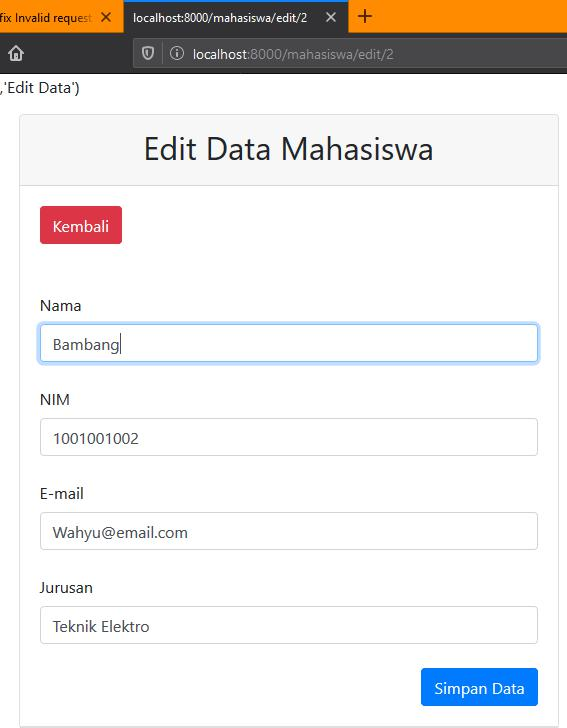 fix Invalid request
localhost:8000/mahasiswa/edit/2
localhost:8000/mahasiswa/edit/2
,'Edit Data')
Edit Data Mahasiswa
Kembali
Nama
Bambang
NIM
1001001002
E-mail
Wahyu@email.com
Jurusan
Teknik Elektro
Simpan Data